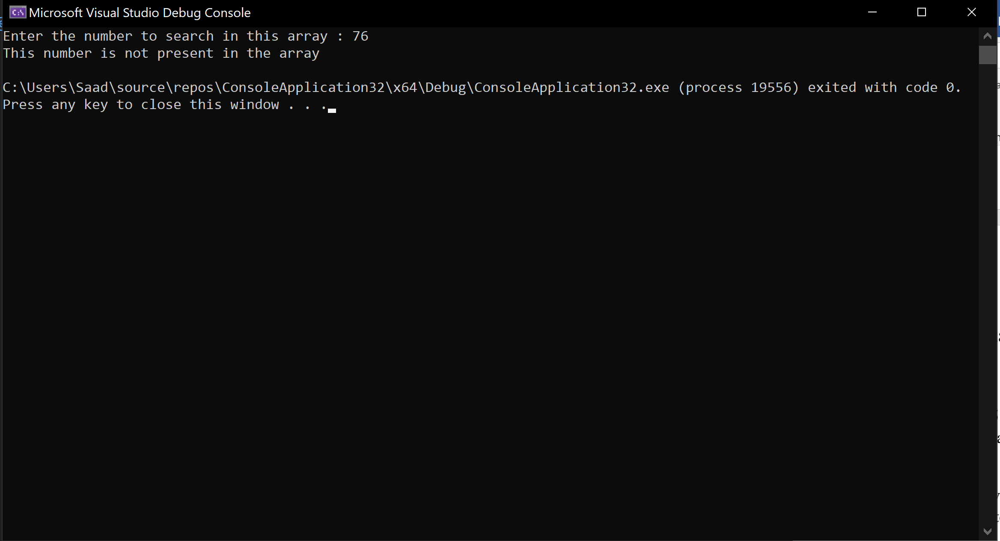 Microsoft Visual Studio Debug Console
Enter the number to search in this array : 76
This number is not present in the array
C:\Users\Saad\source\repos\ConsoleApplication32\x64\Debug\ConsoleApplication32.exe (process 19556) exited with code 0.
Press any key to close this window . . .